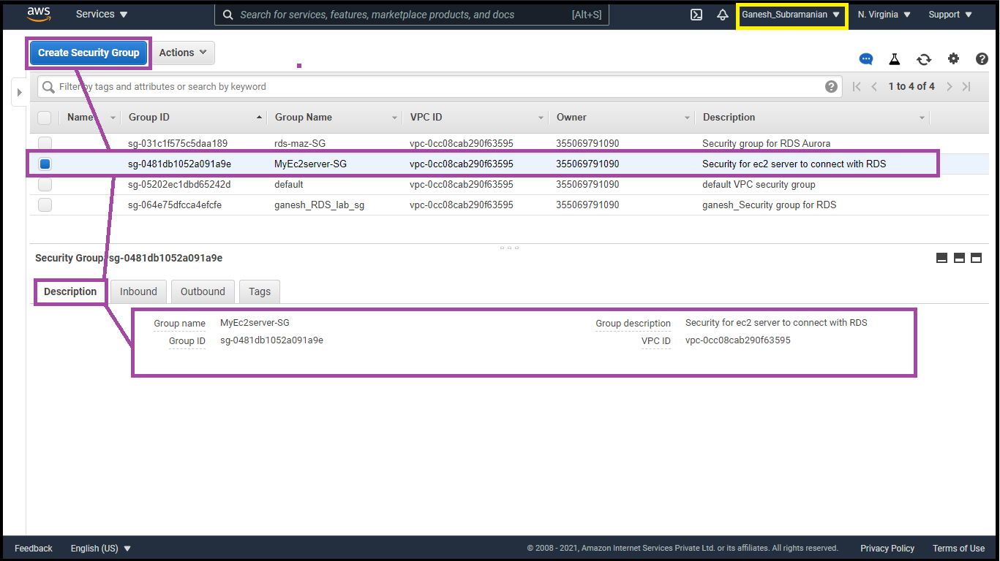 aws Services Search for services, features, marketplace products, and docs [Alt+S] Ganesh_Subramanian N. Virginia Support
Create Security Group Actions
Filter by tags and attributes or search by keyword 1 to 4 of 4
Name Group ID Group Name VPC ID Owner Description
sg-031c1f575c5daa189 rds-maz-SG vpc-0cc08cab290f63595 355069791090 Security group for RDS Aurora
sg-0481db1052a091a9e MyEc2server-SG vpc-0cc08cab290f63595 355069791090 Security for ec2 server to connect with RDS
sg-05202ec1dbd65242d default vpc-0cc08cab290f63595 355069791090 default VPC security group
sg-064e75dfcca4efcfe ganesh_RDS_lab_sg vpc-0cc08cab290f63595 355069791090 ganesh_Security group for RDS
Security Group: sg-0481db1052a091a9e
Description Inbound Outbound Tags
Group name MyEc2server-SG Group description Security for ec2 server to connect with RDS
Group ID sg-0481db1052a091a9e VPC ID vpc-0cc08cab290f63595
Feedback English (US) © 2008 - 2021, Amazon Internet Services Private Ltd. or its affiliates. All rights reserved. Privacy Policy Terms of Use